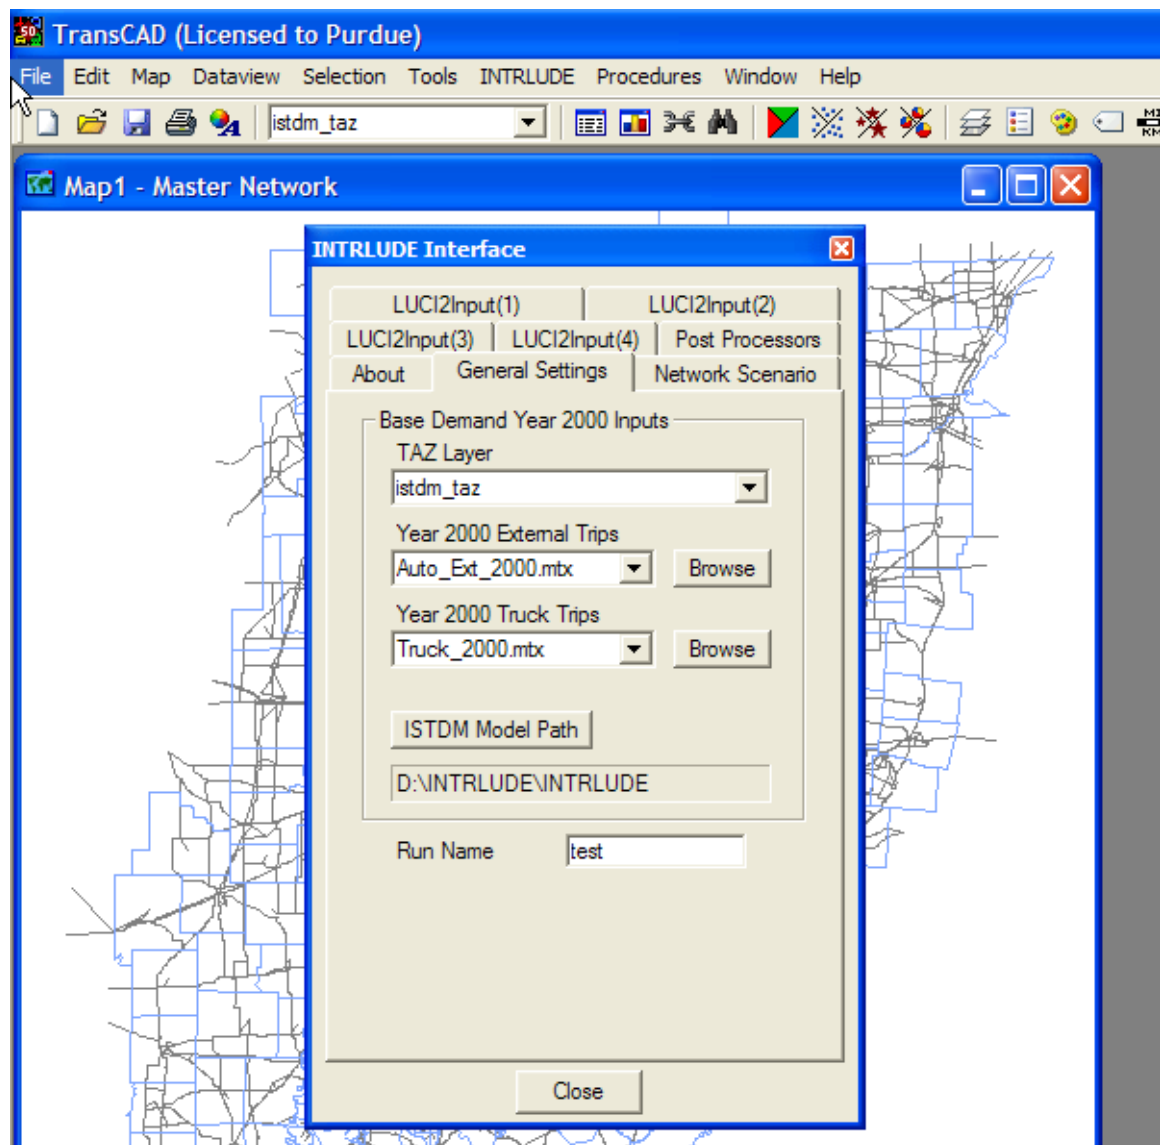 TransCAD (Licensed to Purdue)
File Edit Map Dataview Selection Tools INTRLUDE Procedures Window Help
istdm_taz
Map1 - Master Network
INTRLUDE Interface
LUCI2Input(1) LUCI2Input(2)
LUCI2Input(3) LUCI2Input(4) Post Processors
About General Settings Network Scenario
Base Demand Year 2000 Inputs
TAZ Layer
istdm_taz
Year 2000 External Trips
Auto_Ext_2000.mtx Browse
Year 2000 Truck Trips
Truck_2000.mtx Browse
ISTDM Model Path
D:\INTRLUDE\INTRLUDE
Run Name test
Close